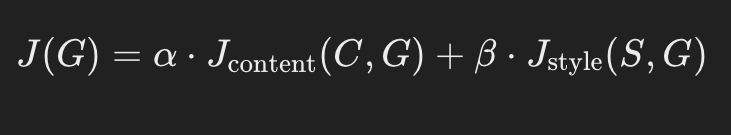 J(G) = α · J_content(C, G) + β · J_style(S, G)